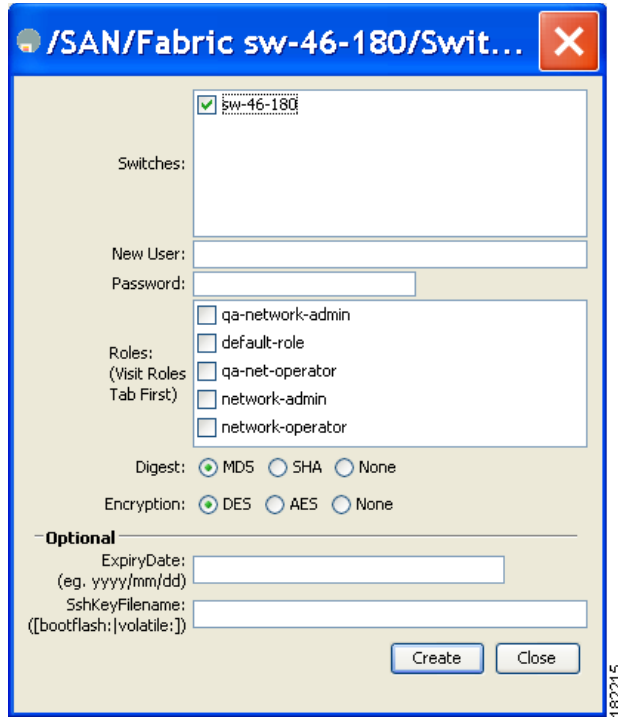 /SAN/Fabric sw-46-180/Swit...
Switches:
sw-46-180
New User:
Password:
Roles:
(Visit Roles
Tab First)
qa-network-admin
default-role
qa-net-operator
network-admin
network-operator
Digest: MD5 SHA None
Encryption: DES AES None
Optional
ExpiryDate:
(eg. yyyy/mm/dd)
SshKeyFilename:
([bootflash:|volatile:])
Create Close
182215